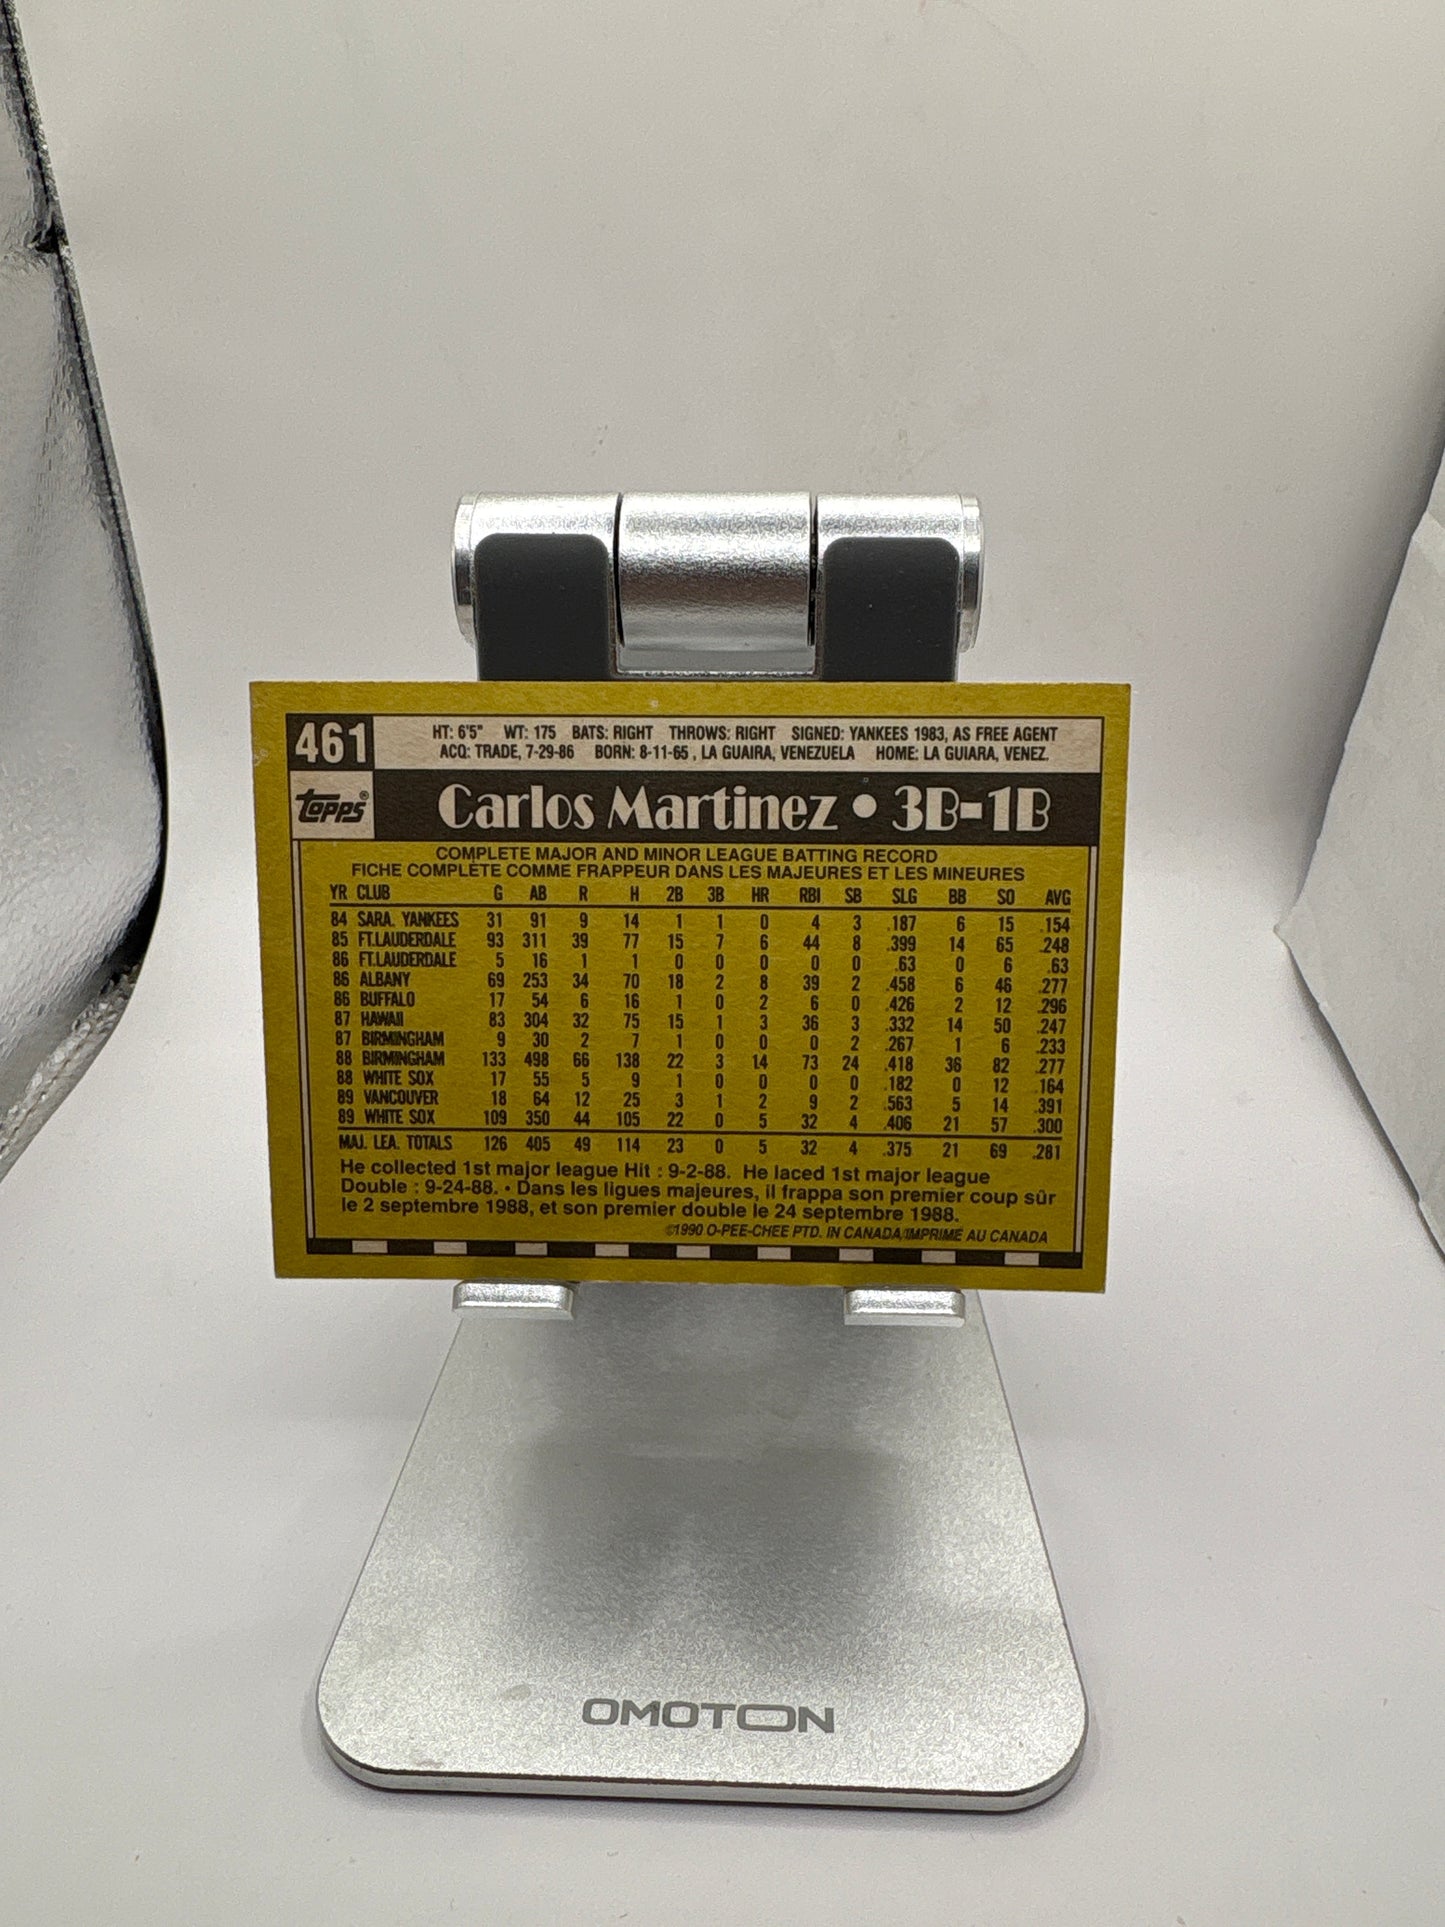 461
HT: 6'5" WT: 175 BATS: RIGHT THROWS: RIGHT SIGNED: YANKEES 1983, AS FREE AGENT
ACQ: TRADE, 7-29-86 BORN: 8-11-65 , LA GUAIRA, VENEZUELA HOME: LA GUIARA, VENEZ.
topps®
Carlos Martinez • 3B-1B
COMPLETE MAJOR AND MINOR LEAGUE BATTING RECORD
FICHE COMPLÈTE COMME FRAPPEUR DANS LES MAJEURES ET LES MINEURES
YR CLUB G AB R H 2B 3B HR RBI SB SLG BB SO AVG
84 SARA. YANKEES 31 91 9 14 1 1 0 4 3 .187 6 15 .154
85 FT.LAUDERDALE 93 311 39 77 15 7 6 44 8 .399 14 65 .248
86 FT.LAUDERDALE 5 16 1 1 0 0 0 0 0 .63 0 6 .63
86 ALBANY 69 253 34 70 18 2 8 39 2 .458 6 46 .277
86 BUFFALO 17 54 6 16 1 0 2 6 0 .426 2 12 .296
87 HAWAII 83 304 32 75 15 1 3 36 3 .332 14 50 .247
87 BIRMINGHAM 9 30 2 7 1 0 0 0 2 .267 1 6 .233
88 BIRMINGHAM 133 498 66 138 22 3 14 73 24 .418 36 82 .277
88 WHITE SOX 17 55 5 9 1 0 0 0 0 .182 0 12 .164
89 VANCOUVER 18 64 12 25 3 1 2 9 2 .563 5 14 .391
89 WHITE SOX 109 350 44 105 22 0 5 32 4 .406 21 57 .300
MAJ. LEA. TOTALS 126 405 49 114 23 0 5 32 4 .375 21 69 .281
He collected 1st major league Hit : 9-2-88. He laced 1st major league
Double : 9-24-88. • Dans les ligues majeures, il frappa son premier coup sûr
le 2 septembre 1988, et son premier double le 24 septembre 1988.
©1990 O-PEE-CHEE PTD. IN CANADA/IMPRIMÉ AU CANADA
OMOTON